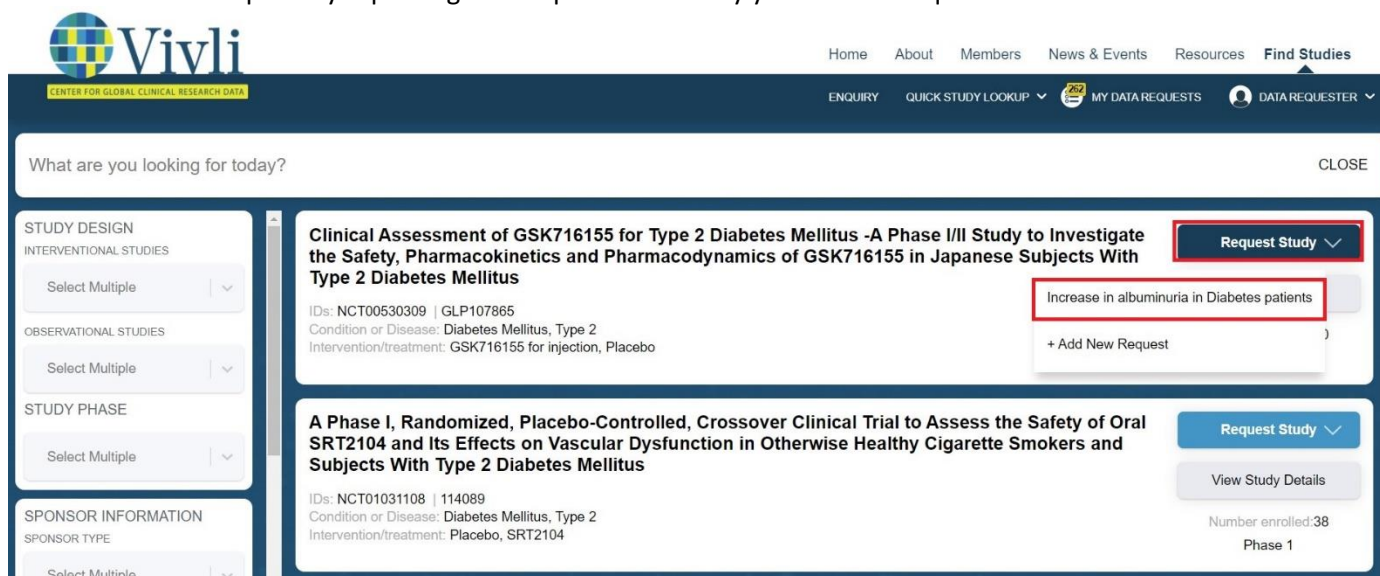 Vivli
CENTER FOR GLOBAL CLINICAL RESEARCH DATA
Home About Members News & Events Resources Find Studies
ENQUIRY QUICK STUDY LOOKUP 262 MY DATA REQUESTS DATA REQUESTER
What are you looking for today? CLOSE
STUDY DESIGN
INTERVENTIONAL STUDIES
Select Multiple
OBSERVATIONAL STUDIES
Select Multiple
STUDY PHASE
Select Multiple
SPONSOR INFORMATION
SPONSOR TYPE
Select Multiple
Clinical Assessment of GSK716155 for Type 2 Diabetes Mellitus -A Phase I/II Study to Investigate
the Safety, Pharmacokinetics and Pharmacodynamics of GSK716155 in Japanese Subjects With
Type 2 Diabetes Mellitus
IDs: NCT00530309 | GLP107865
Condition or Disease: Diabetes Mellitus, Type 2
Intervention/treatment: GSK716155 for injection, Placebo
Request Study
Increase in albuminuria in Diabetes patients
+ Add New Request
A Phase I, Randomized, Placebo-Controlled, Crossover Clinical Trial to Assess the Safety of Oral
SRT2104 and Its Effects on Vascular Dysfunction in Otherwise Healthy Cigarette Smokers and
Subjects With Type 2 Diabetes Mellitus
IDs: NCT01031108 | 114089
Condition or Disease: Diabetes Mellitus, Type 2
Intervention/treatment: Placebo, SRT2104
Request Study
View Study Details
Number enrolled:38
Phase 1